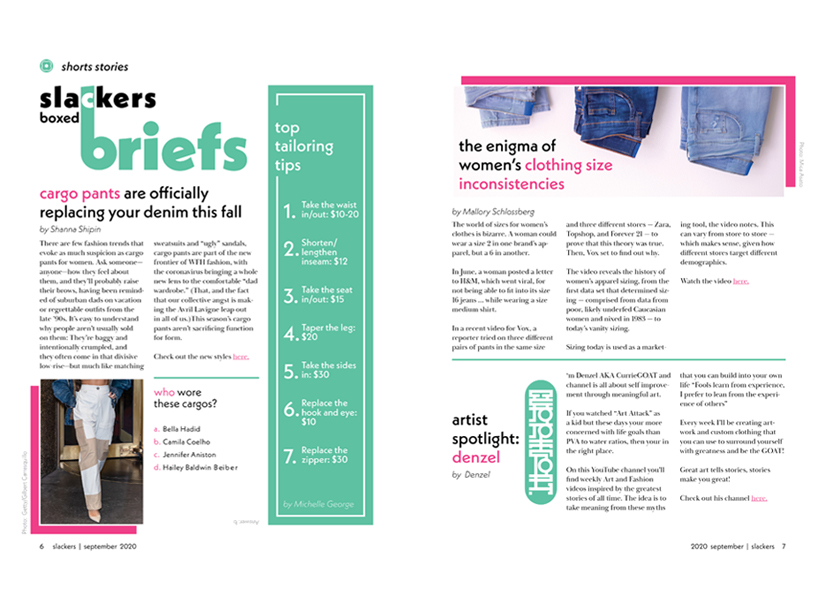 shorts stories
slackers
boxed
briefs
cargo pants are officially
replacing your denim this fall
by Shanna Shipin
There are few fashion trends that
evoke as much suspicion as cargo
pants for women. Ask someone—
anyone—how they feel about
them, and they'll probably raise
their brows, having been remind-
ed of suburban dads on vacation
or regrettable outfits from the
late '90s. It's easy to understand
why people aren't usually sold
on them: They're baggy and
intentionally crumpled, and
they often come in that divisive
low-rise—but much like matching
sweatsuits and "ugly" sandals,
cargo pants are part of the new
frontier of WFH fashion, with
the coronavirus bringing a whole
new lens to the comfortable "dad
wardrobe." (That, and the fact
that our collective angst is mak-
ing the Avril Lavigne leap out
in all of us.)This season's cargo
pants aren't sacrificing function
for form.
Check out the new styles here.
who wore
these cargos?
a. Bella Hadid
b. Camila Coelho
c. Jennifer Aniston
d. Hailey Baldwin Beiber
Answer: b
Photo: Getty/Gilbert Carrasquillo
6 slackers | september 2020
top
tailoring
tips
1. Take the waist
in/out: $10-20
2. Shorten/
lengthen
inseam: $12
3. Take the seat
in/out: $15
4. Taper the leg:
$20
5. Take the sides
in: $30
6. Replace the
hook and eye:
$10
7. Replace the
zipper: $30
by Michelle George
the enigma of
women's clothing size
inconsistencies
by Mallory Schlossberg
The world of sizes for women's
clothes is bizarre. A woman could
wear a size 2 in one brand's ap-
parel, but a 6 in another.
In June, a woman posted a letter
to H&M, which went viral, for
not being able to fit into its size
16 jeans ... while wearing a size
medium shirt.
In a recent video for Vox, a
reporter tried on three different
pairs of pants in the same size
and three different stores — Zara,
Topshop, and Forever 21 — to
prove that this theory was true.
Then, Vox set to find out why.
The video reveals the history of
women's apparel sizing, from the
first data set that determined siz-
ing — comprised from data from
poor, likely underfed Caucasian
women and nixed in 1983 — to
today's vanity sizing.
Sizing today is used as a market-
ing tool, the video notes. This
can vary from store to store —
which makes sense, given how
different stores target different
demographics.
Watch the video here.
artist
spotlight:
denzel
by Denzel
'm Denzel AKA CurrieGOAT and
channel is all about self improve-
ment through meaningful art.
If you watched "Art Attack" as
a kid but these days your more
concerned with life goals than
PVA to water ratios, then your in
the right place.
On this YouTube channel you'll
find weekly Art and Fashion
videos inspired by the greatest
stories of all time. The idea is to
take meaning from these myths
that you can build into your own
life "Fools learn from experience,
I prefer to lean from the experi-
ence of others"
Every week I'll be creating art-
work and custom clothing that
you can use to surround yourself
with greatness and be the GOAT!
Great art tells stories, stories
make you great!
Check out his channel here.
2020 september | slackers 7